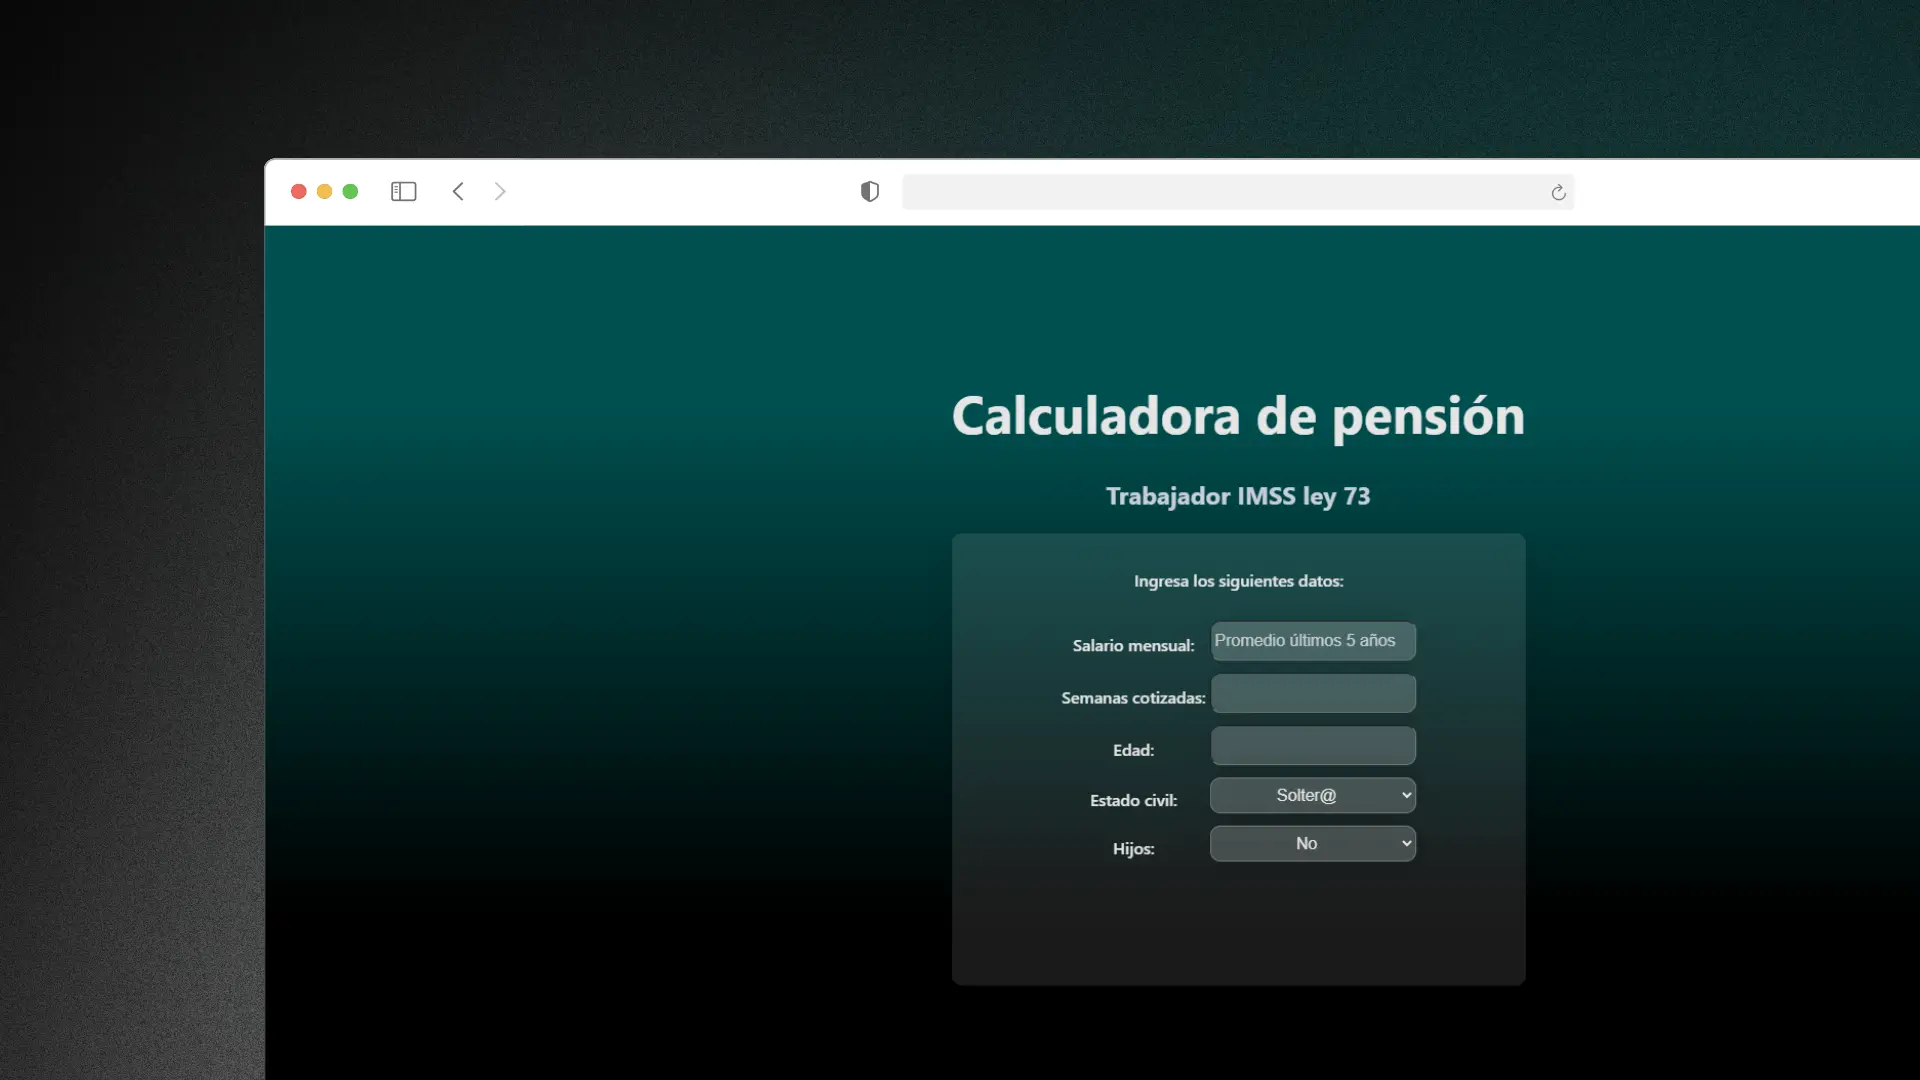 Calculadora de pensión
Trabajador IMSS ley 73
Ingresa los siguientes datos:
Salario mensual: Promedio últimos 5 años
Semanas cotizadas:
Edad:
Estado civil: Solter@
Hijos: No